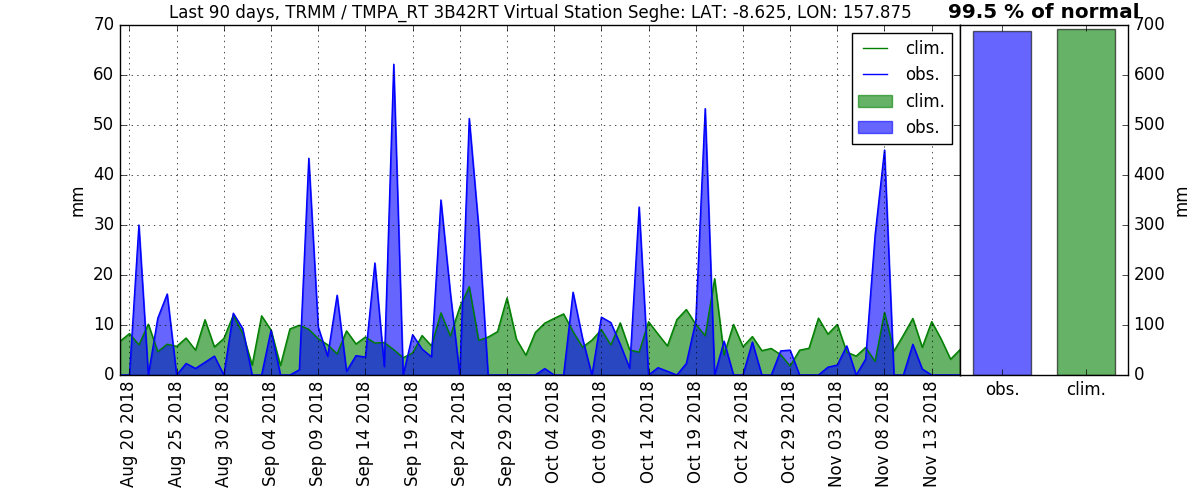 Last 90 days, TRMM / TMPA_RT 3B42RT Virtual Station Seghe: LAT: -8.625, LON: 157.875
99.5 % of normal
70
60
50
40
30
20
10
0
mm
clim.
obs.
clim.
obs.
700
600
500
400
300
200
100
0
mm
obs.
clim.
Aug 20 2018
Aug 25 2018
Aug 30 2018
Sep 04 2018
Sep 09 2018
Sep 14 2018
Sep 19 2018
Sep 24 2018
Sep 29 2018
Oct 04 2018
Oct 09 2018
Oct 14 2018
Oct 19 2018
Oct 24 2018
Oct 29 2018
Nov 03 2018
Nov 08 2018
Nov 13 2018